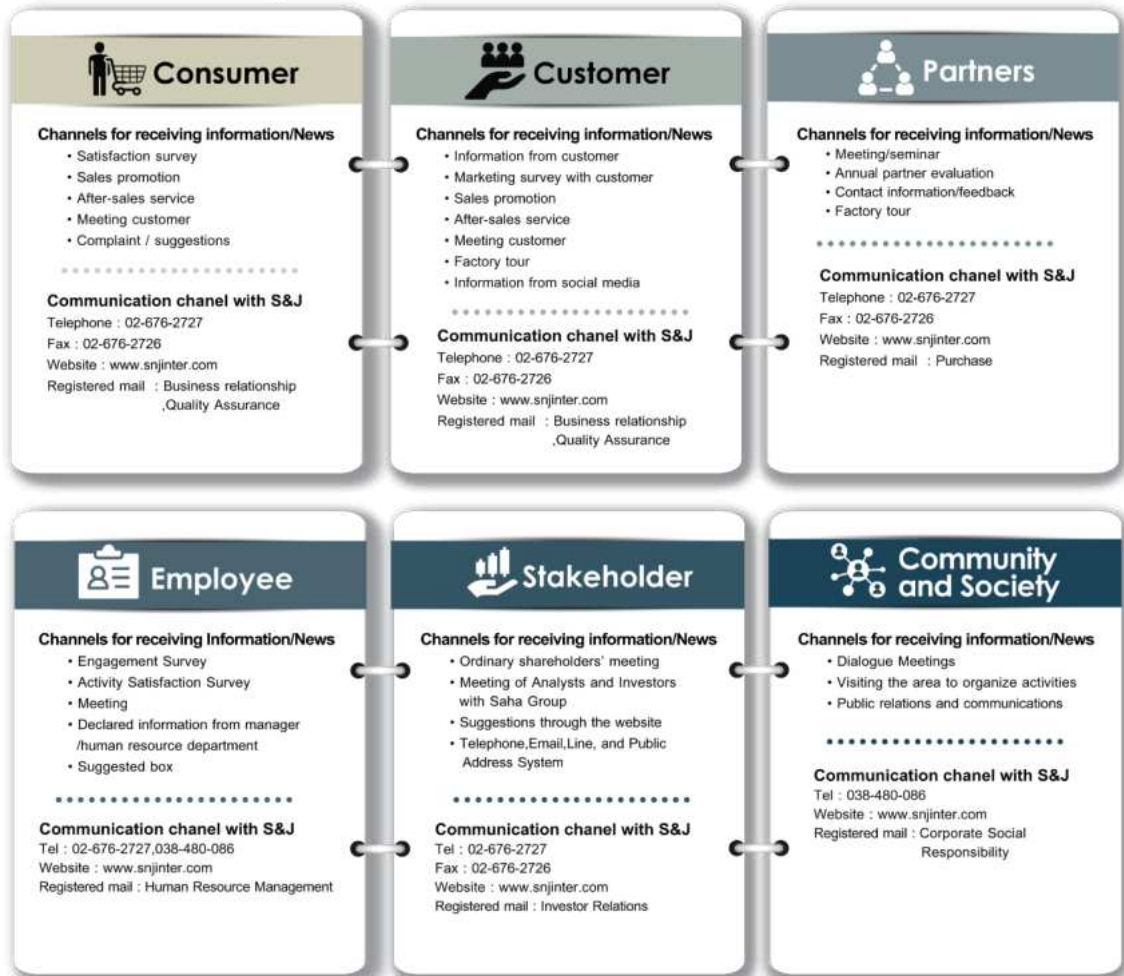 Consumer
Channels for receiving information/News
• Satisfaction survey
• Sales promotion
• After-sales service
• Meeting customer
• Complaint / suggestions
Communication chanel with S&J
Telephone : 02-676-2727
Fax : 02-676-2726
Website : www.snjinter.com
Registered mail : Business relationship
,Quality Assurance
Customer
Channels for receiving information/News
• Information from customer
• Marketing survey with customer
• Sales promotion
• After-sales service
• Meeting customer
• Factory tour
• Information from social media
Communication chanel with S&J
Telephone : 02-676-2727
Fax : 02-676-2726
Website : www.snjinter.com
Registered mail : Business relationship
,Quality Assurance
Partners
Channels for receiving information/News
• Meeting/seminar
• Annual partner evaluation
• Contact information/feedback
• Factory tour
Communication chanel with S&J
Telephone : 02-676-2727
Fax : 02-676-2726
Website : www.snjinter.com
Registered mail : Purchase
Employee
Channels for receiving Information/News
• Engagement Survey
• Activity Satisfaction Survey
• Meeting
• Declared information from manager
/human resource department
• Suggested box
Communication chanel with S&J
Tel : 02-676-2727,038-480-086
Website : www.snjinter.com
Registered mail : Human Resource Management
Stakeholder
Channels for receiving information/News
• Ordinary shareholders' meeting
• Meeting of Analysts and Investors
with Saha Group
• Suggestions through the website
• Telephone,Email,Line, and Public
Address System
Communication chanel with S&J
Tel : 02-676-2727
Fax : 02-676-2726
Website : www.snjinter.com
Registered mail : Investor Relations
Community
and Society
Channels for receiving information/News
• Dialogue Meetings
• Visiting the area to organize activities
• Public relations and communications
Communication chanel with S&J
Tel : 038-480-086
Website : www.snjinter.com
Registered mail : Corporate Social
Responsibility